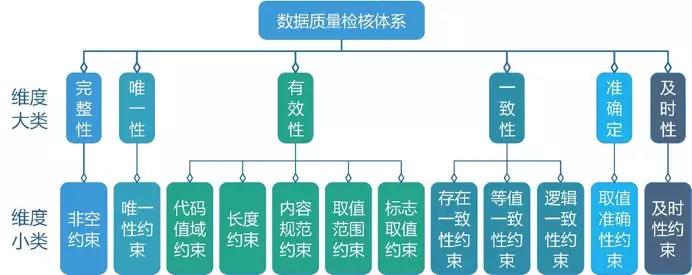 数据质量检核体系
维度
大类
完整性
唯一性
有效性
一致性
准确定
及时性
维度
小类
非空
约束
唯一
性约束
代码
值域
约束
长度
约束
内容
规范
约束
取值
范围
约束
标志
取值
约束
存在
一致
性约束
等值
一致
性约束
逻辑
一致
性约束
取值
准确
性约束
及时
性约束